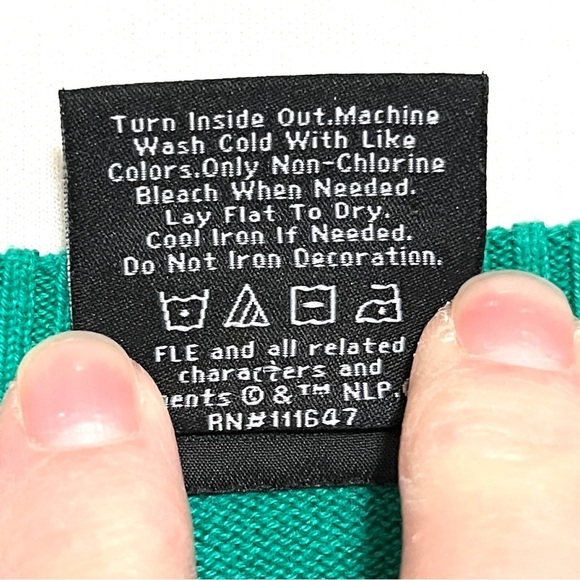 Turn Inside Out.Machine
Wash Cold With Like
Colors.Only Non-Chlorine
Bleach When Needed.
Lay Flat To Dry.
Cool Iron If Needed.
Do Not Iron Decoration.
FLE and all related
characters and
ents © & ™ NLP.
RN#111647